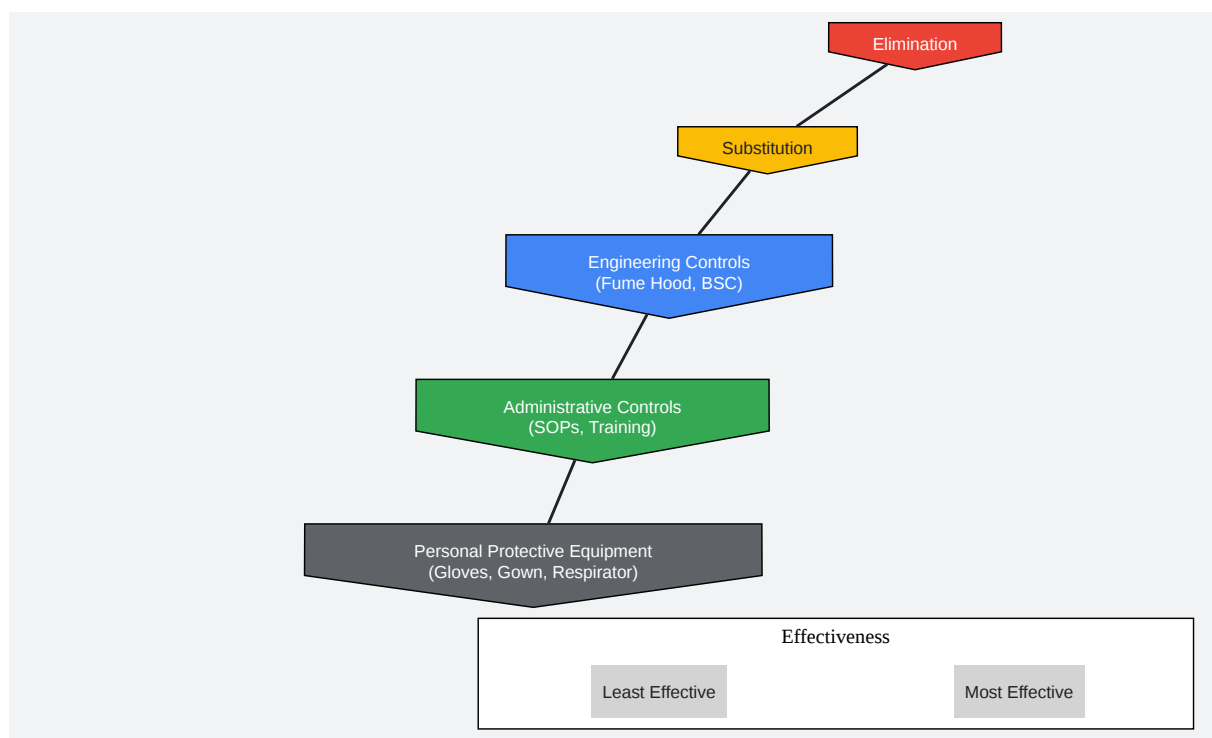 Elimination
Substitution
Engineering Controls
(Fume Hood, BSC)
Administrative Controls
(SOPs, Training)
Personal Protective Equipment
(Gloves, Gown, Respirator)
Effectiveness
Least Effective
Most Effective